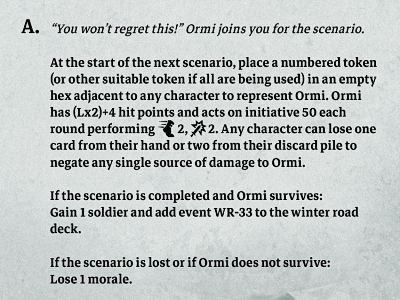 A. “You won't regret this!” Ormi joins you for the scenario.
At the start of the next scenario, place a numbered token
(or other suitable token if all are being used) in an empty
hex adjacent to any character to represent Ormi. Ormi
has (Lx2)+4 hit points and acts on initiative 50 each
round performing 2, 2. Any character can lose one
card from their hand or two from their discard pile to
negate any single source of damage to Ormi.
If the scenario is completed and Ormi survives:
Gain 1 soldier and add event WR-33 to the winter road
deck.
If the scenario is lost or if Ormi does not survive:
Lose 1 morale.